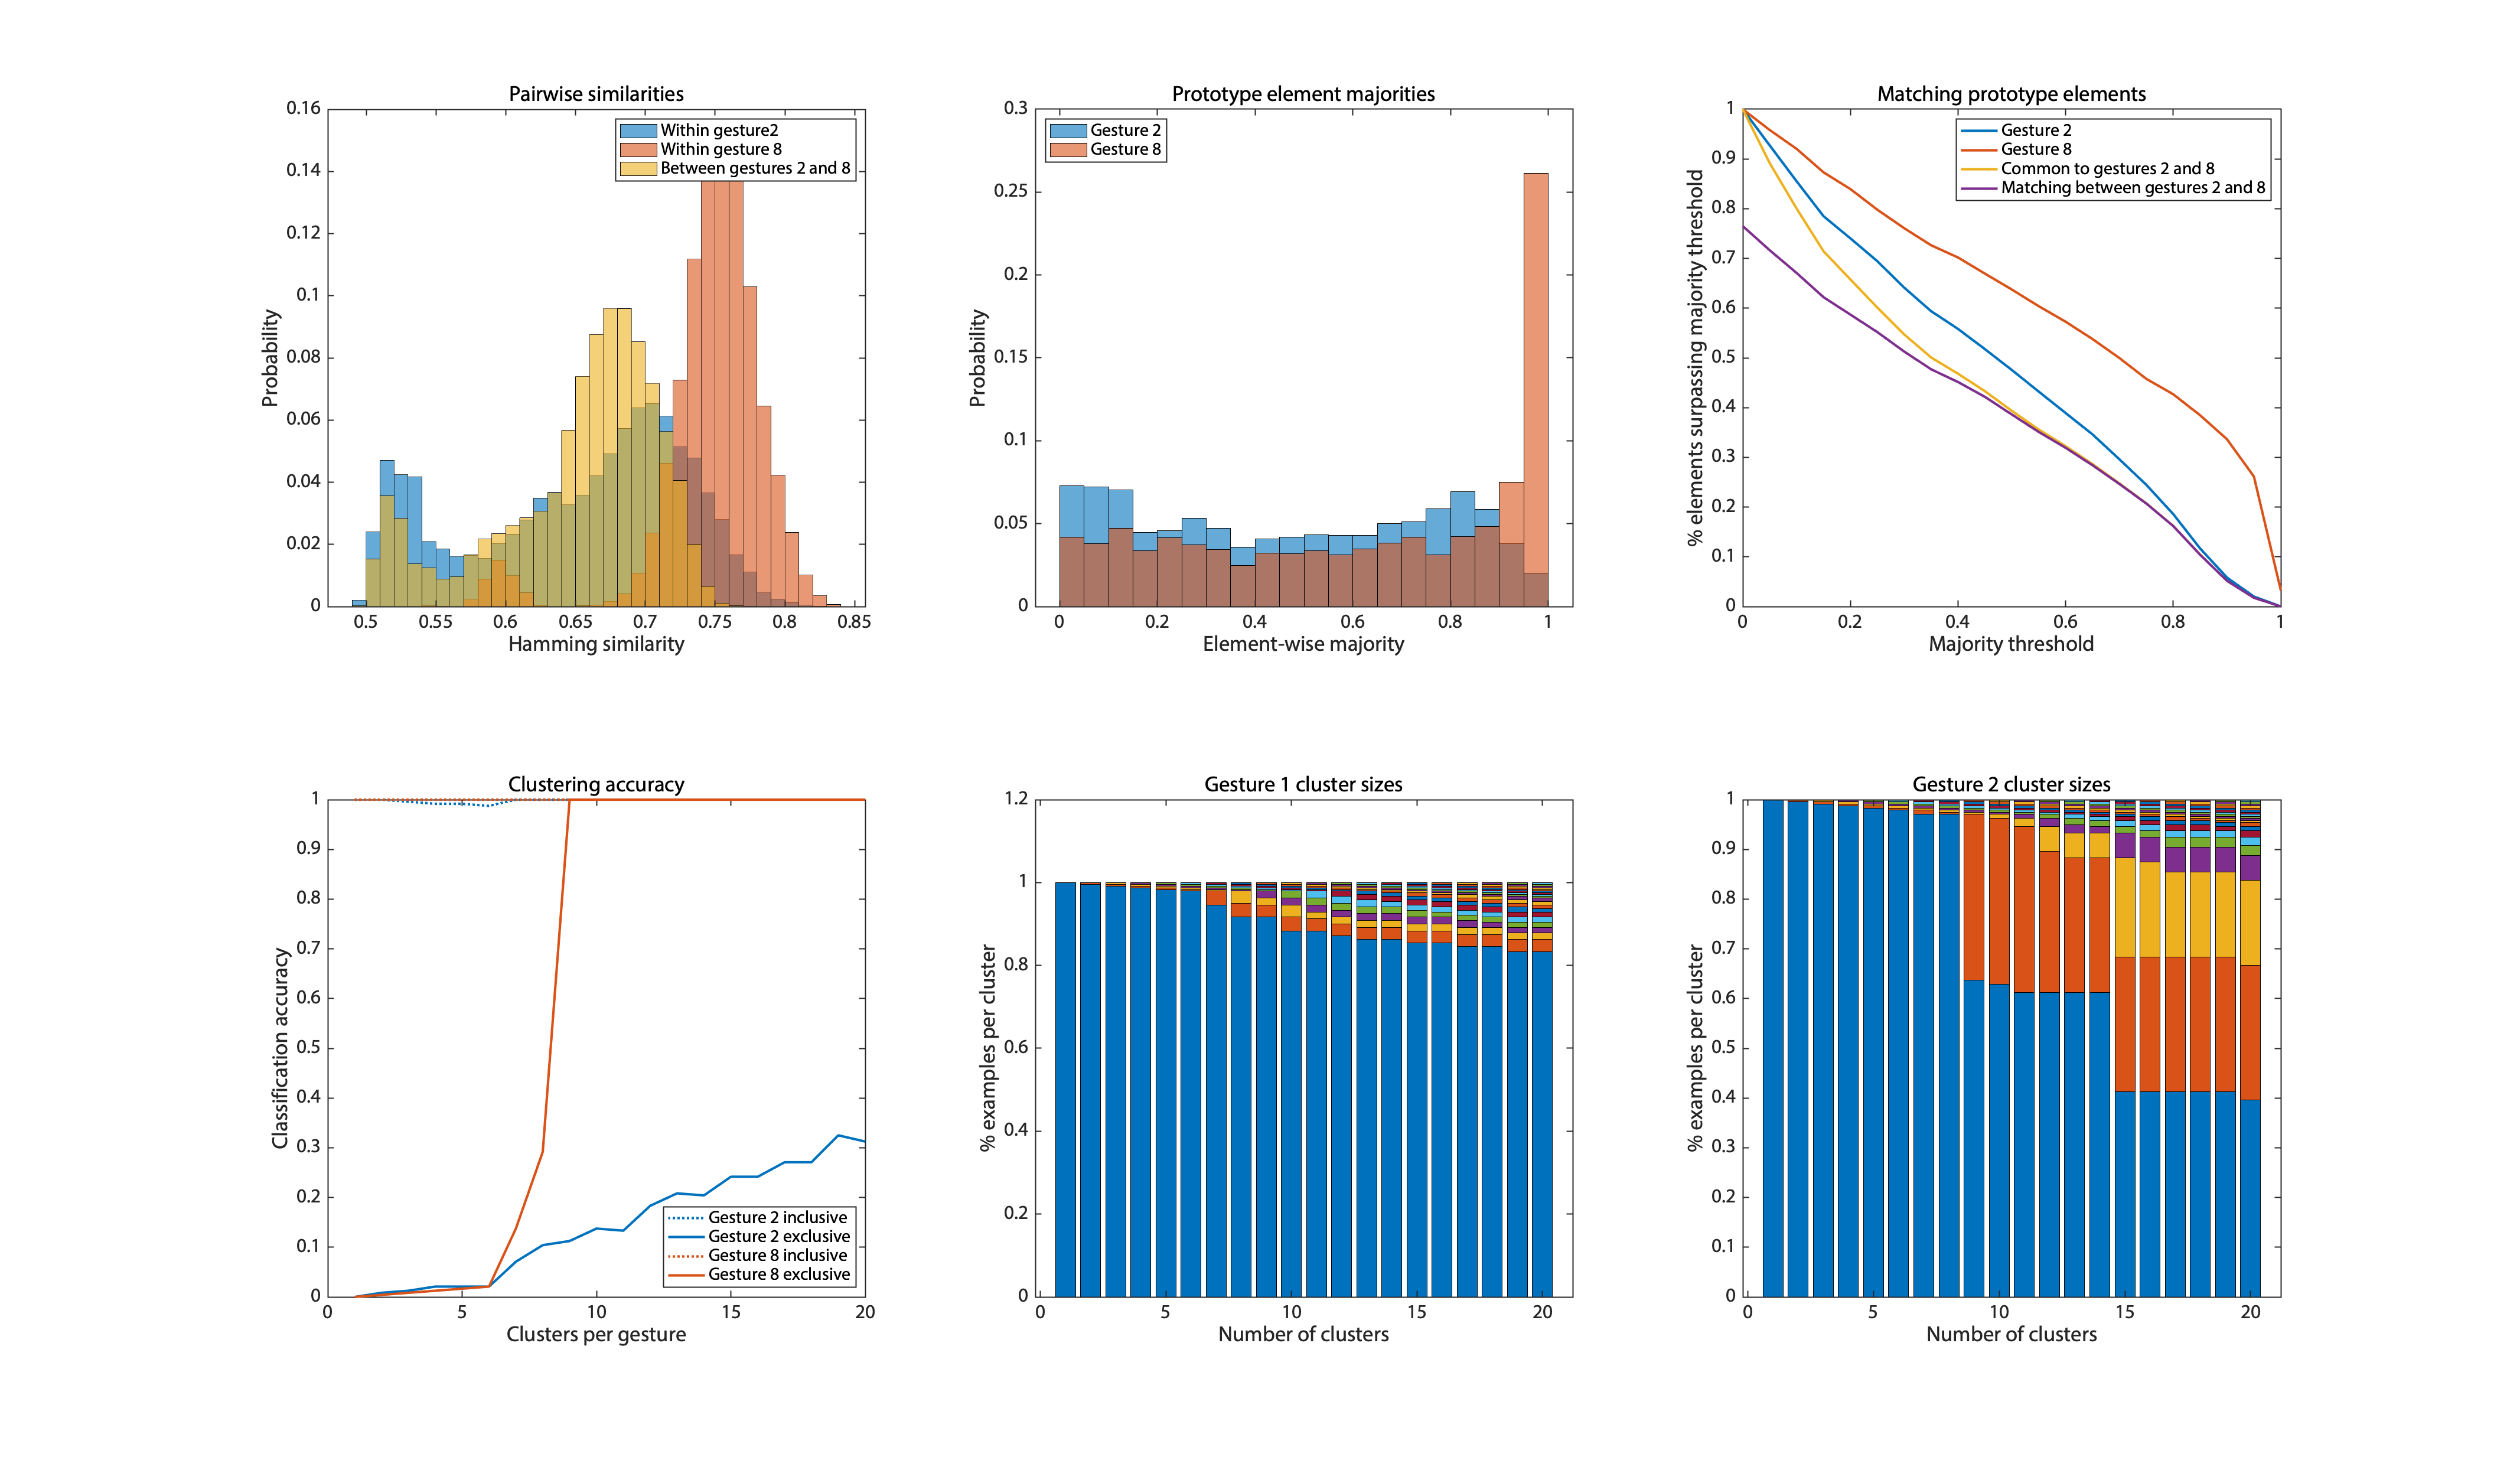 Pairwise similarities
0.16
0.14
0.12
0.1
0.08
0.06
0.04
0.02
0
Probability
Within gesture2
Within gesture 8
Between gestures 2 and 8
0.5 0.55 0.6 0.65 0.7 0.75 0.8 0.85
Hamming similarity
Prototype element majorities
0.3
0.25
0.2
0.15
0.1
0.05
0
Probability
Gesture 2
Gesture 8
0 0.2 0.4 0.6 0.8 1
Element-wise majority
Matching prototype elements
1
0.9
0.8
0.7
0.6
0.5
0.4
0.3
0.2
0.1
0
% elements surpassing majority threshold
Gesture 2
Gesture 8
Common to gestures 2 and 8
Matching between gestures 2 and 8
0 0.2 0.4 0.6 0.8 1
Majority threshold
Clustering accuracy
1
0.9
0.8
0.7
0.6
0.5
0.4
0.3
0.2
0.1
0
Classification accuracy
Gesture 2 inclusive
Gesture 2 exclusive
Gesture 8 inclusive
Gesture 8 exclusive
0 5 10 15 20
Clusters per gesture
Gesture 1 cluster sizes
1.2
1
0.8
0.6
0.4
0.2
0
% examples per cluster
0 5 10 15 20
Number of clusters
Gesture 2 cluster sizes
1
0.9
0.8
0.7
0.6
0.5
0.4
0.3
0.2
0.1
0
% examples per cluster
0 5 10 15 20
Number of clusters